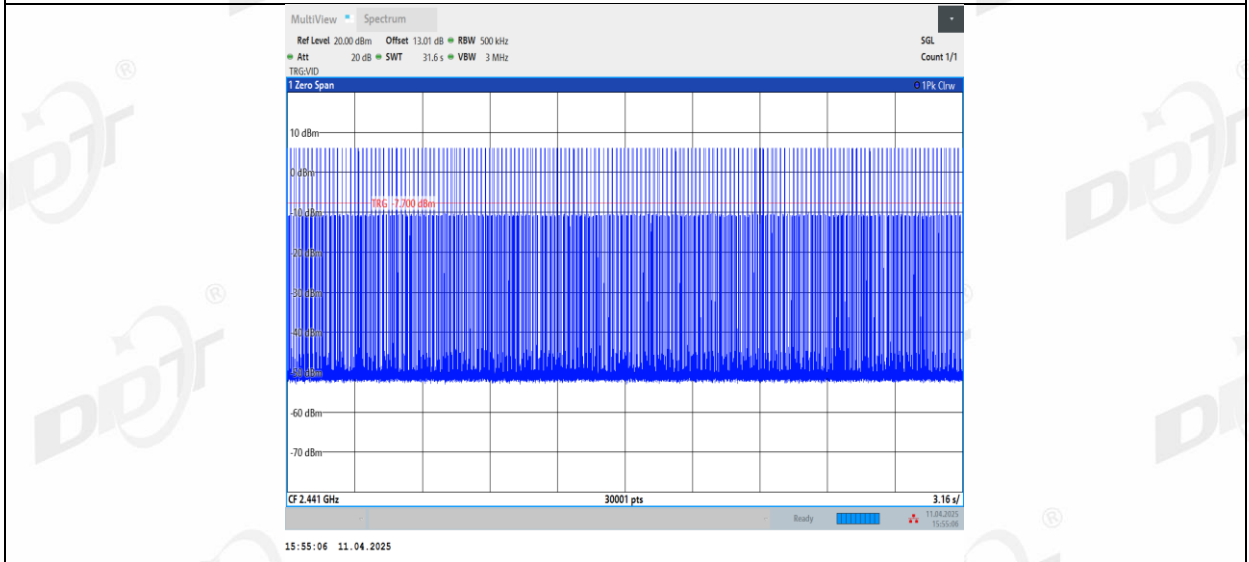 MultiView Spectrum
Ref Level 20.00 dBm Offset 13.01 dB RBW 500 kHz SGL
Att 20 dB SWT 31.6 s VBW 3 MHz Count 1/1
TRG:VID
1 Zero Span 1Pk Clrw
10 dBm
0 dBm
TRG -7.700 dBm
-10 dBm
-20 dBm
-30 dBm
-40 dBm
-50 dBm
-60 dBm
-70 dBm
CF 2.441 GHz 30001 pts 3.16 s/
Ready 11.04.2025
15:55:06
15:55:06 11.04.2025
DDT
®
DDT
DDT
®
DDT
®